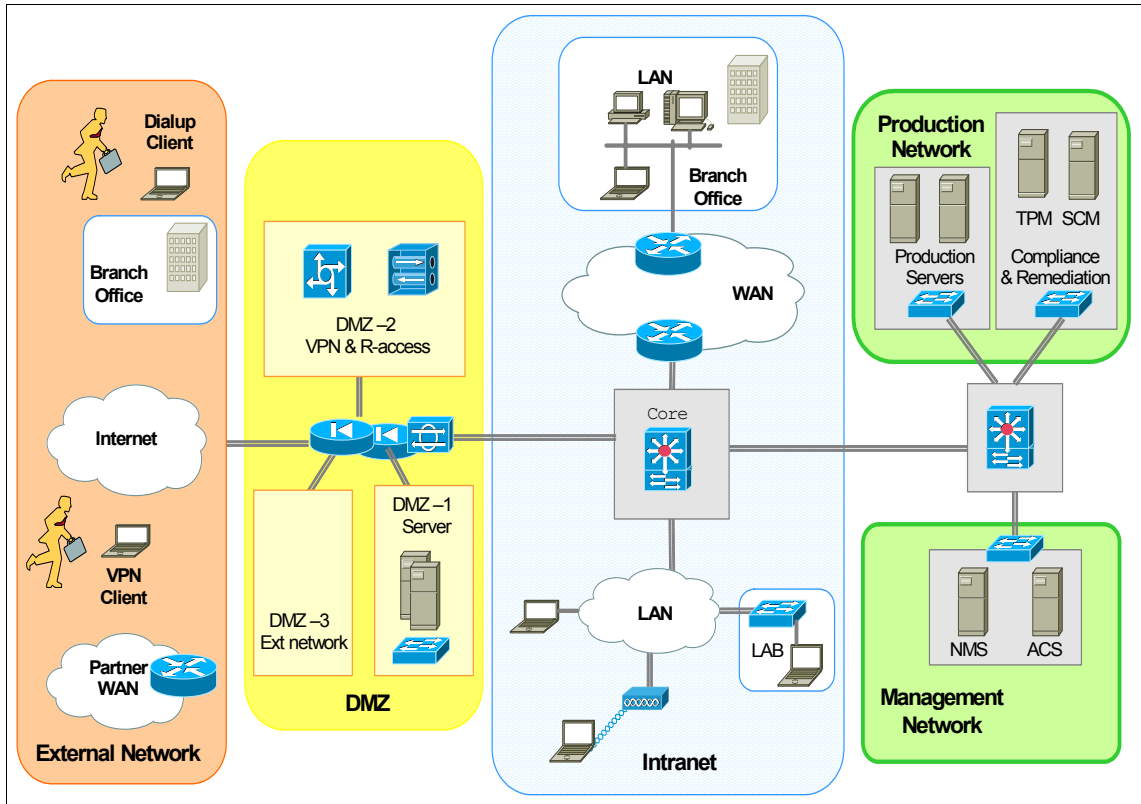 Dialup
Client
Branch
Office
Internet
VPN
Client
Partner
WAN
External Network
DMZ –2
VPN & R-access
DMZ –3
Ext network
DMZ –1
Server
DMZ
LAN
Branch
Office
WAN
Core
LAN
LAB
Intranet
Production
Network
Production
Servers
TPM SCM
Compliance
& Remediation
NMS ACS
Management
Network